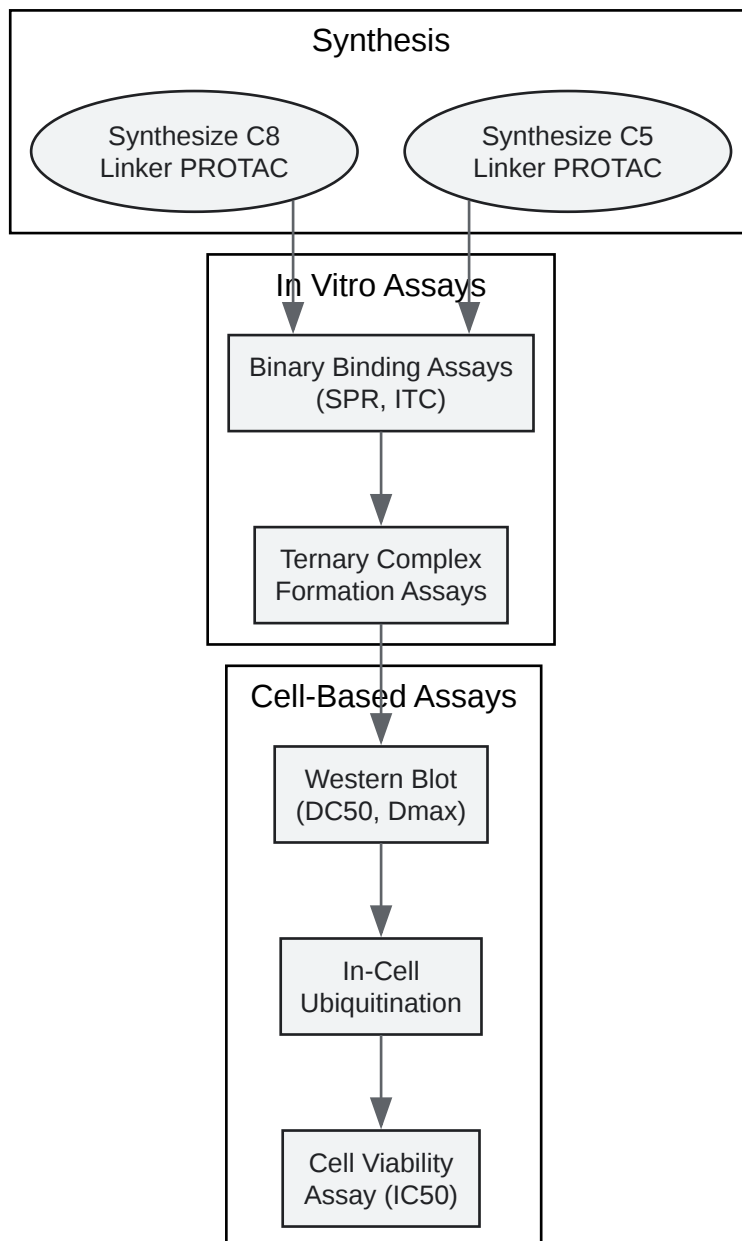 Synthesis
Synthesize C8
Linker PROTAC
Synthesize C5
Linker PROTAC
In Vitro Assays
Binary Binding Assays
(SPR, ITC)
Ternary Complex
Formation Assays
Cell-Based Assays
Western Blot
(DC50, Dmax)
In-Cell
Ubiquitination
Cell Viability
Assay (IC50)